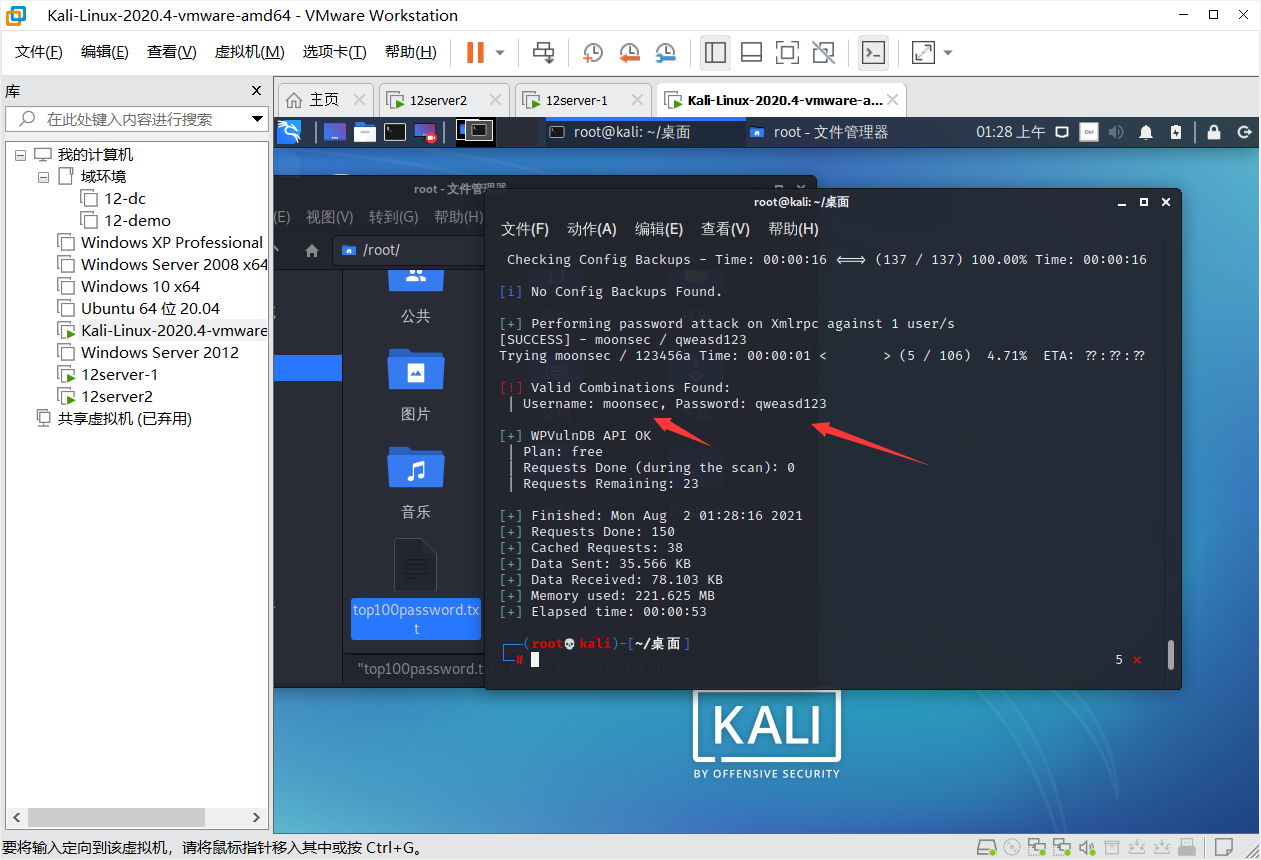 Kali-Linux-2020.4-vmware-amd64 - VMware Workstation
文件(F) 编辑(E) 查看(V) 虚拟机(M) 选项卡(T) 帮助(H)
库
在此处键入内容进行搜索
我的计算机
域环境
12-dc
12-demo
Windows XP Professional
Windows Server 2008 x64
Windows 10 x64
Ubuntu 64 位 20.04
Kali-Linux-2020.4-vmware
Windows Server 2012
12server-1
12server2
共享虚拟机 (已弃用)
主页 12server2 12server-1 Kali-Linux-2020.4-vmware-a...
root@kali: ~/桌面 root - 文件管理器 01:28 上午
root - 文件管理器
(E) 视图(V) 转到(G) 帮助(H)
/root/
公共
图片
音乐
top100password.tx
t
"top100password.t
root@kali: ~/桌面
文件(F) 动作(A) 编辑(E) 查看(V) 帮助(H)
Checking Config Backups - Time: 00:00:16 <===> (137 / 137) 100.00% Time: 00:00:16
[i] No Config Backups Found.
[+] Performing password attack on Xmlrpc against 1 user/s
[SUCCESS] - moonsec / qweasd123
Trying moonsec / 123456a Time: 00:00:01 < > (5 / 106) 4.71% ETA: ??:??:??
[!] Valid Combinations Found:
| Username: moonsec, Password: qweasd123
[+] WPVulnDB API OK
| Plan: free
| Requests Done (during the scan): 0
| Requests Remaining: 23
[+] Finished: Mon Aug 2 01:28:16 2021
[+] Requests Done: 150
[+] Cached Requests: 38
[+] Data Sent: 35.566 KB
[+] Data Received: 78.103 KB
[+] Memory used: 221.625 MB
[+] Elapsed time: 00:00:53
(root💀kali)-[~/桌面]
#
5 ×
KALI
BY OFFENSIVE SECURITY
要将输入定向到该虚拟机，请将鼠标指针移入其中或按 Ctrl+G。